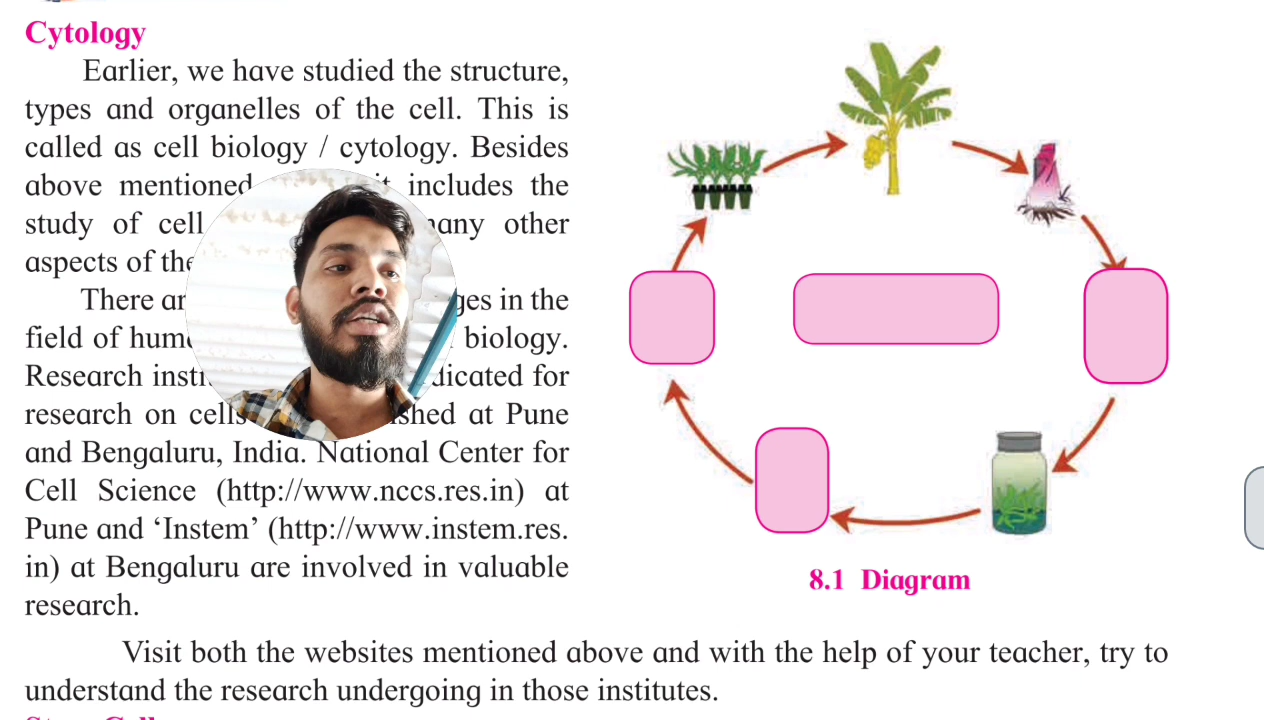 Cytology
Earlier, we have studied the structure,
types and organelles of the cell. This is
called as cell biology / cytology. Besides
above mentioned it includes the
study of cell many other
aspects of the
There ges in the
field of biology.
Research dicated for
research on cells shed at Pune
and Bengaluru, India. National Center for
Cell Science (http://www.nccs.res.in) at
Pune and ‘Instem’ (http://www.instem.res.
in) at Bengaluru are involved in valuable
research.
8.1 Diagram
Visit both the websites mentioned above and with the help of your teacher, try to
understand the research undergoing in those institutes.